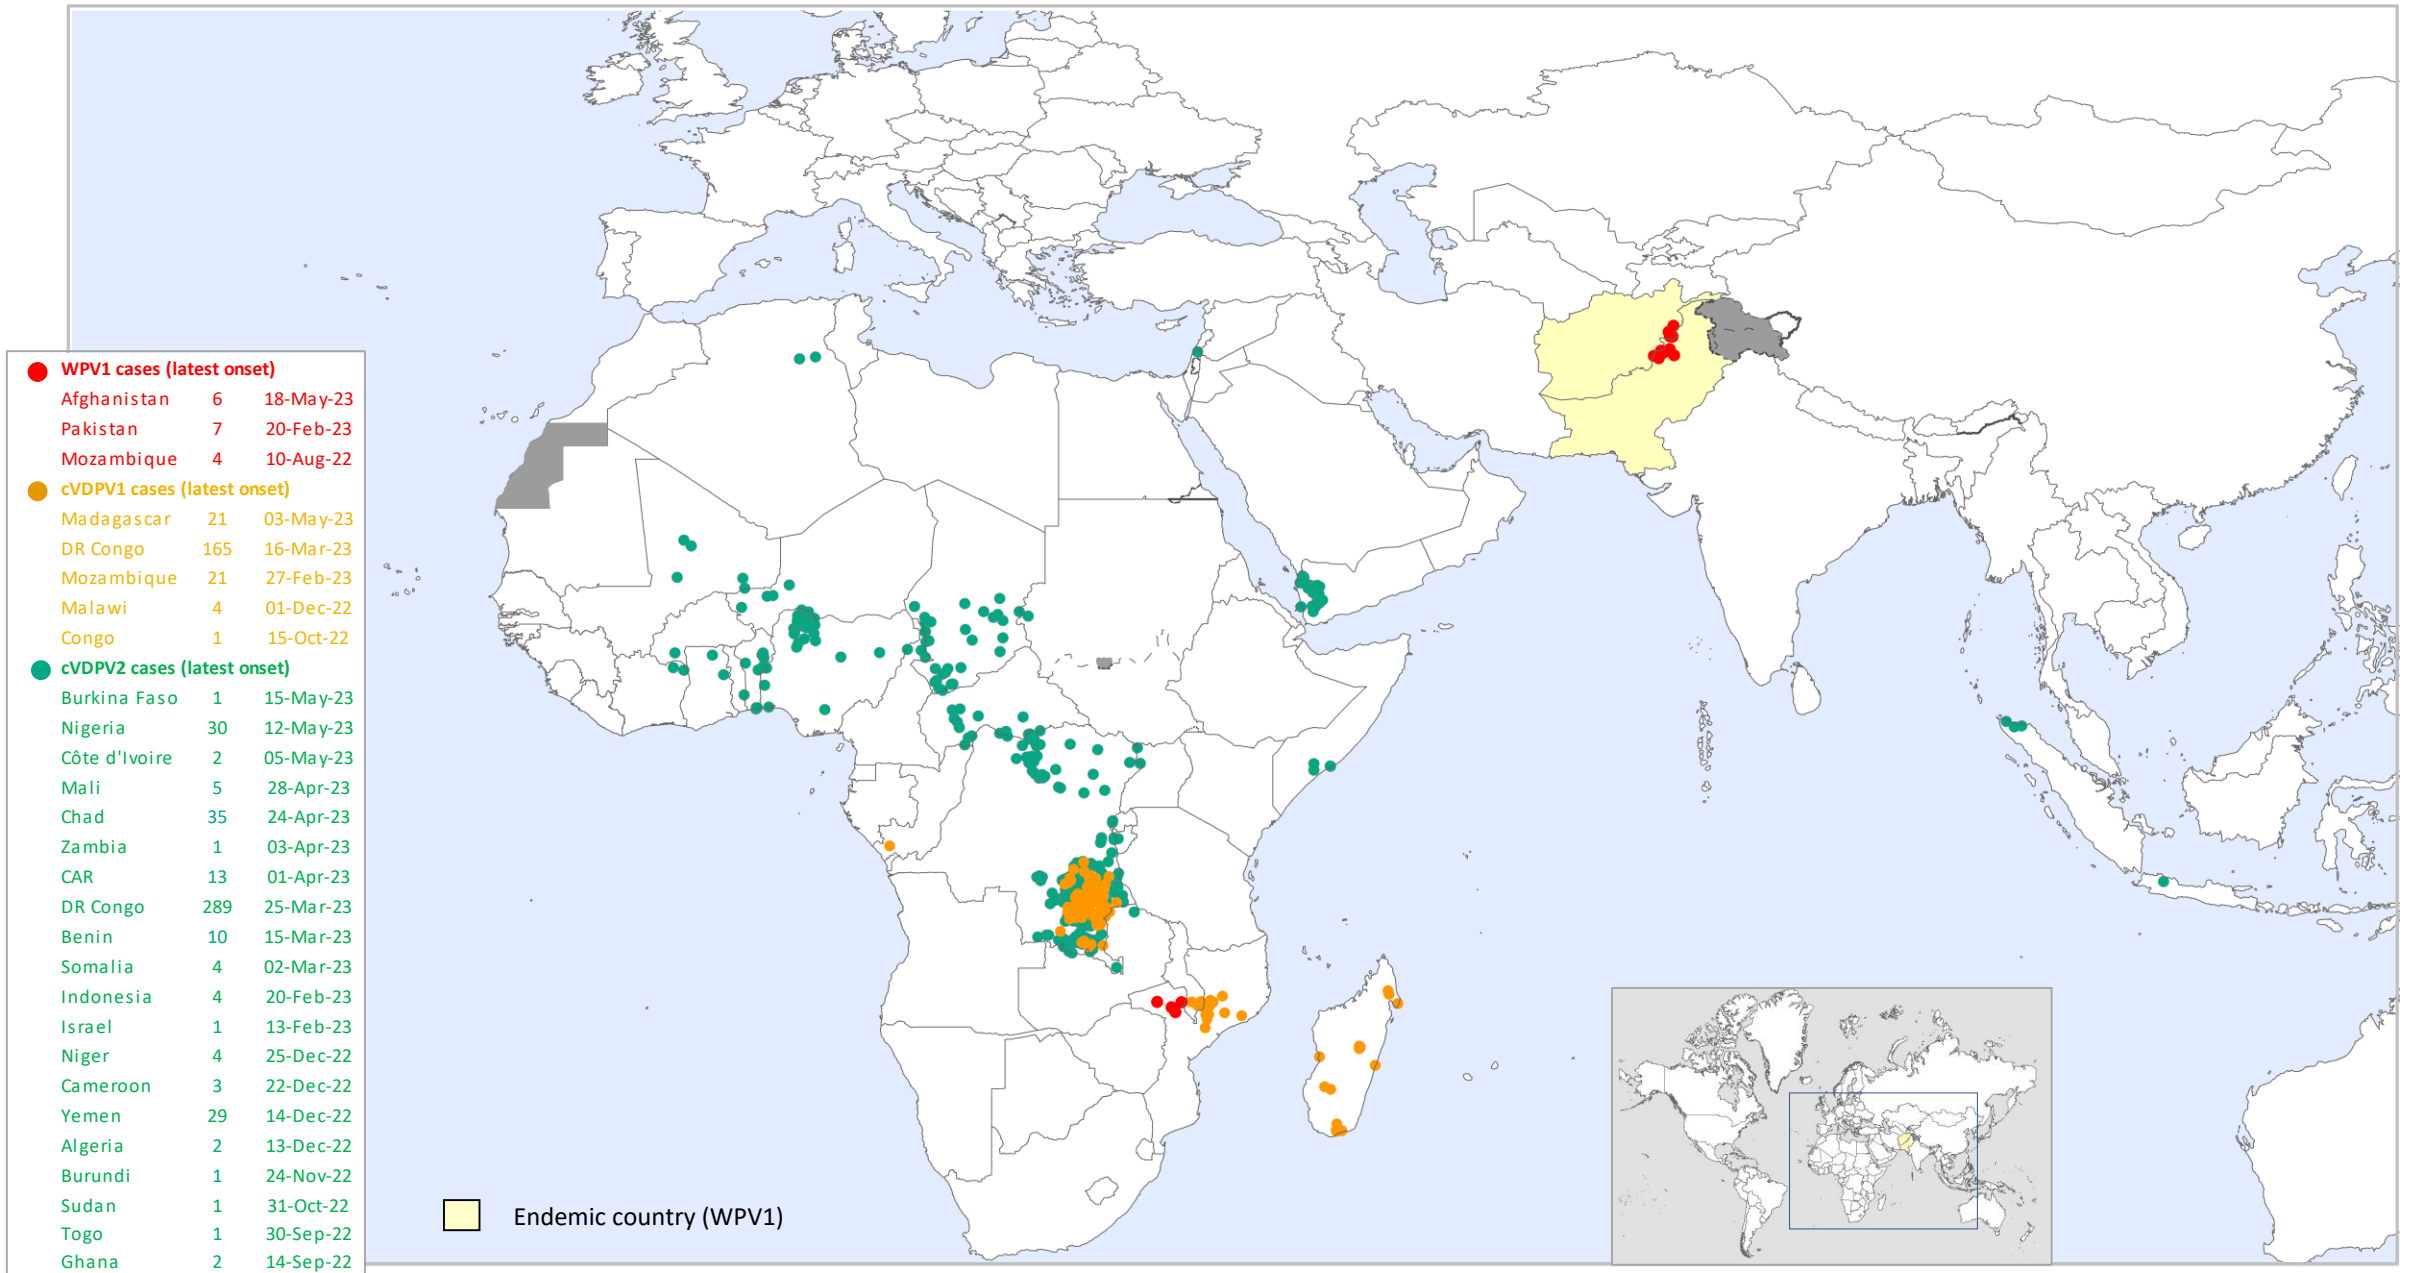 WPV1 cases (latest onset)
Afghanistan 6 18-May-23
Pakistan 7 20-Feb-23
Mozambique 4 10-Aug-22
cVDPV1 cases (latest onset)
Madagascar 21 03-May-23
DR Congo 165 16-Mar-23
Mozambique 21 27-Feb-23
Malawi 4 01-Dec-22
Congo 1 15-Oct-22
cVDPV2 cases (latest onset)
Burkina Faso 1 15-May-23
Nigeria 30 12-May-23
Côte d'Ivoire 2 05-May-23
Mali 5 28-Apr-23
Chad 35 24-Apr-23
Zambia 1 03-Apr-23
CAR 13 01-Apr-23
DR Congo 289 25-Mar-23
Benin 10 15-Mar-23
Somalia 4 02-Mar-23
Indonesia 4 20-Feb-23
Israel 1 13-Feb-23
Niger 4 25-Dec-22
Cameroon 3 22-Dec-22
Yemen 29 14-Dec-22
Algeria 2 13-Dec-22
Burundi 1 24-Nov-22
Sudan 1 31-Oct-22
Togo 1 30-Sep-22
Ghana 2 14-Sep-22
Endemic country (WPV1)